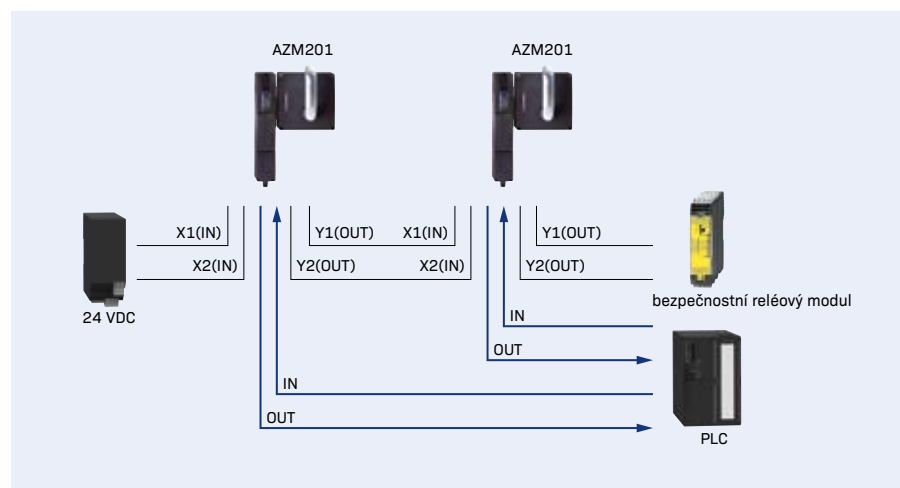 AZM201 AZM201
X1(IN) Y1(OUT) X1(IN) Y1(OUT)
X2(IN) Y2(OUT) X2(IN) Y2(OUT)
24 VDC
bezpečnostní reléový modul
IN
OUT
IN
OUT
PLC